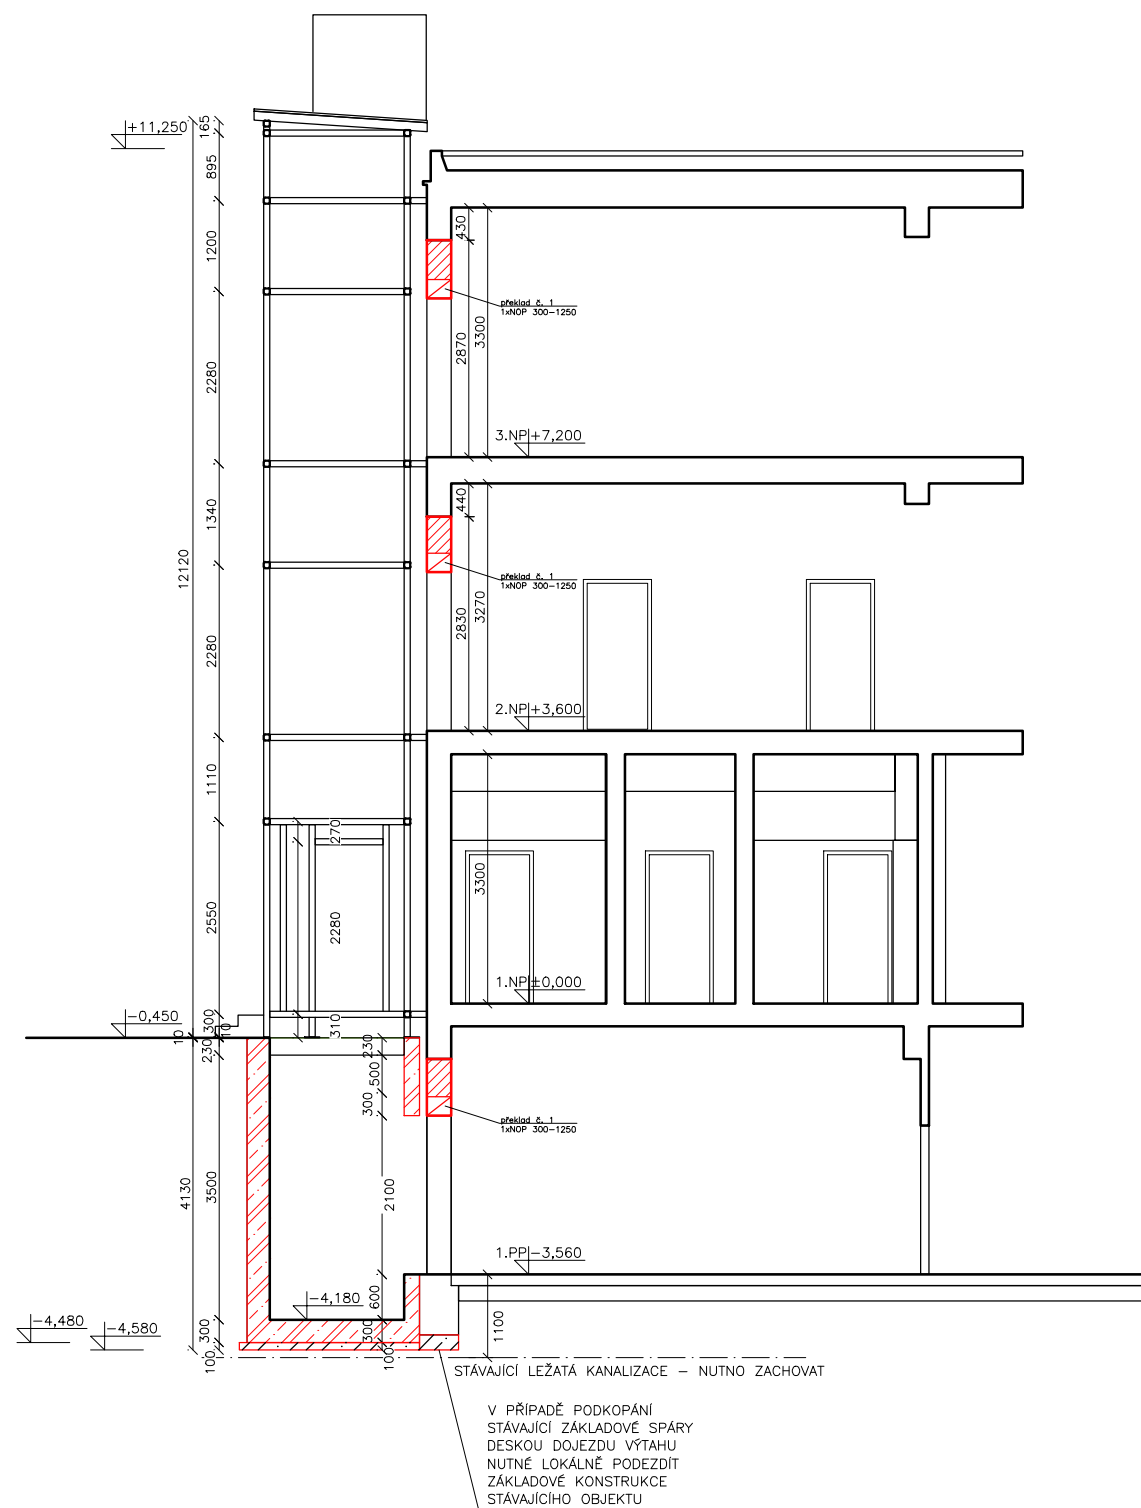 +11,250
165
895
1200
2280
1340
2280
1110
2550
300
10
10
230
3500
300
100
12120
4130
430
3300
2870
překlad č. 1
1xNOP 300-1250
3.NP +7,200
440
3270
2830
překlad č. 1
1xNOP 300-1250
2.NP +3,600
270
2280
3300
1.NP ±0,000
310
-0,450
230
500
300
překlad č. 1
1xNOP 300-1250
2100
1.PP -3,560
-4,180
600
300
100
1100
-4,480
-4,580
STÁVAJÍCÍ LEŽATÁ KANALIZACE – NUTNO ZACHOVAT
V PŘÍPADĚ PODKOPÁNÍ
STÁVAJÍCÍ ZÁKLADOVÉ SPÁRY
DESKOU DOJEZDU VÝTAHU
NUTNÉ LOKÁLNĚ PODEZDÍT
ZÁKLADOVÉ KONSTRUKCE
STÁVAJÍCÍHO OBJEKTU